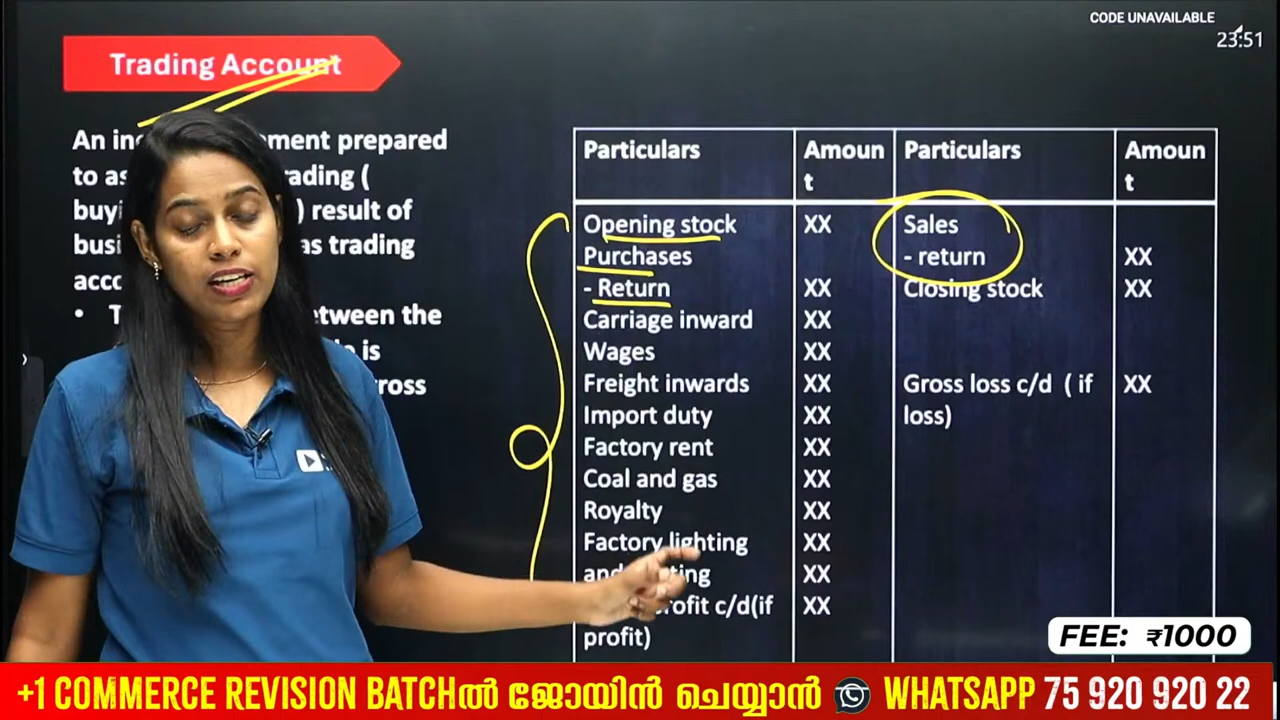 CODE UNAVAILABLE
23:51
Trading Account
An ment prepared
to as rading (
buyi ) result of
busi as trading
acc
• T etween the
is
ross
Particulars Amoun Particulars Amoun
t t
Opening stock XX Sales
Purchases - return XX
- Return XX Closing stock XX
Carriage inward XX
Wages XX
Freight inwards XX Gross loss c/d ( if XX
Import duty XX loss)
Factory rent XX
Coal and gas XX
Royalty XX
Factory lighting XX
and XX
profit c/d(if XX
profit)
FEE: ₹1000
+1 COMMERCE REVISION BATCHൽ ജോയിൻ ചെയ്യാൻ WHATSAPP 75 920 920 22